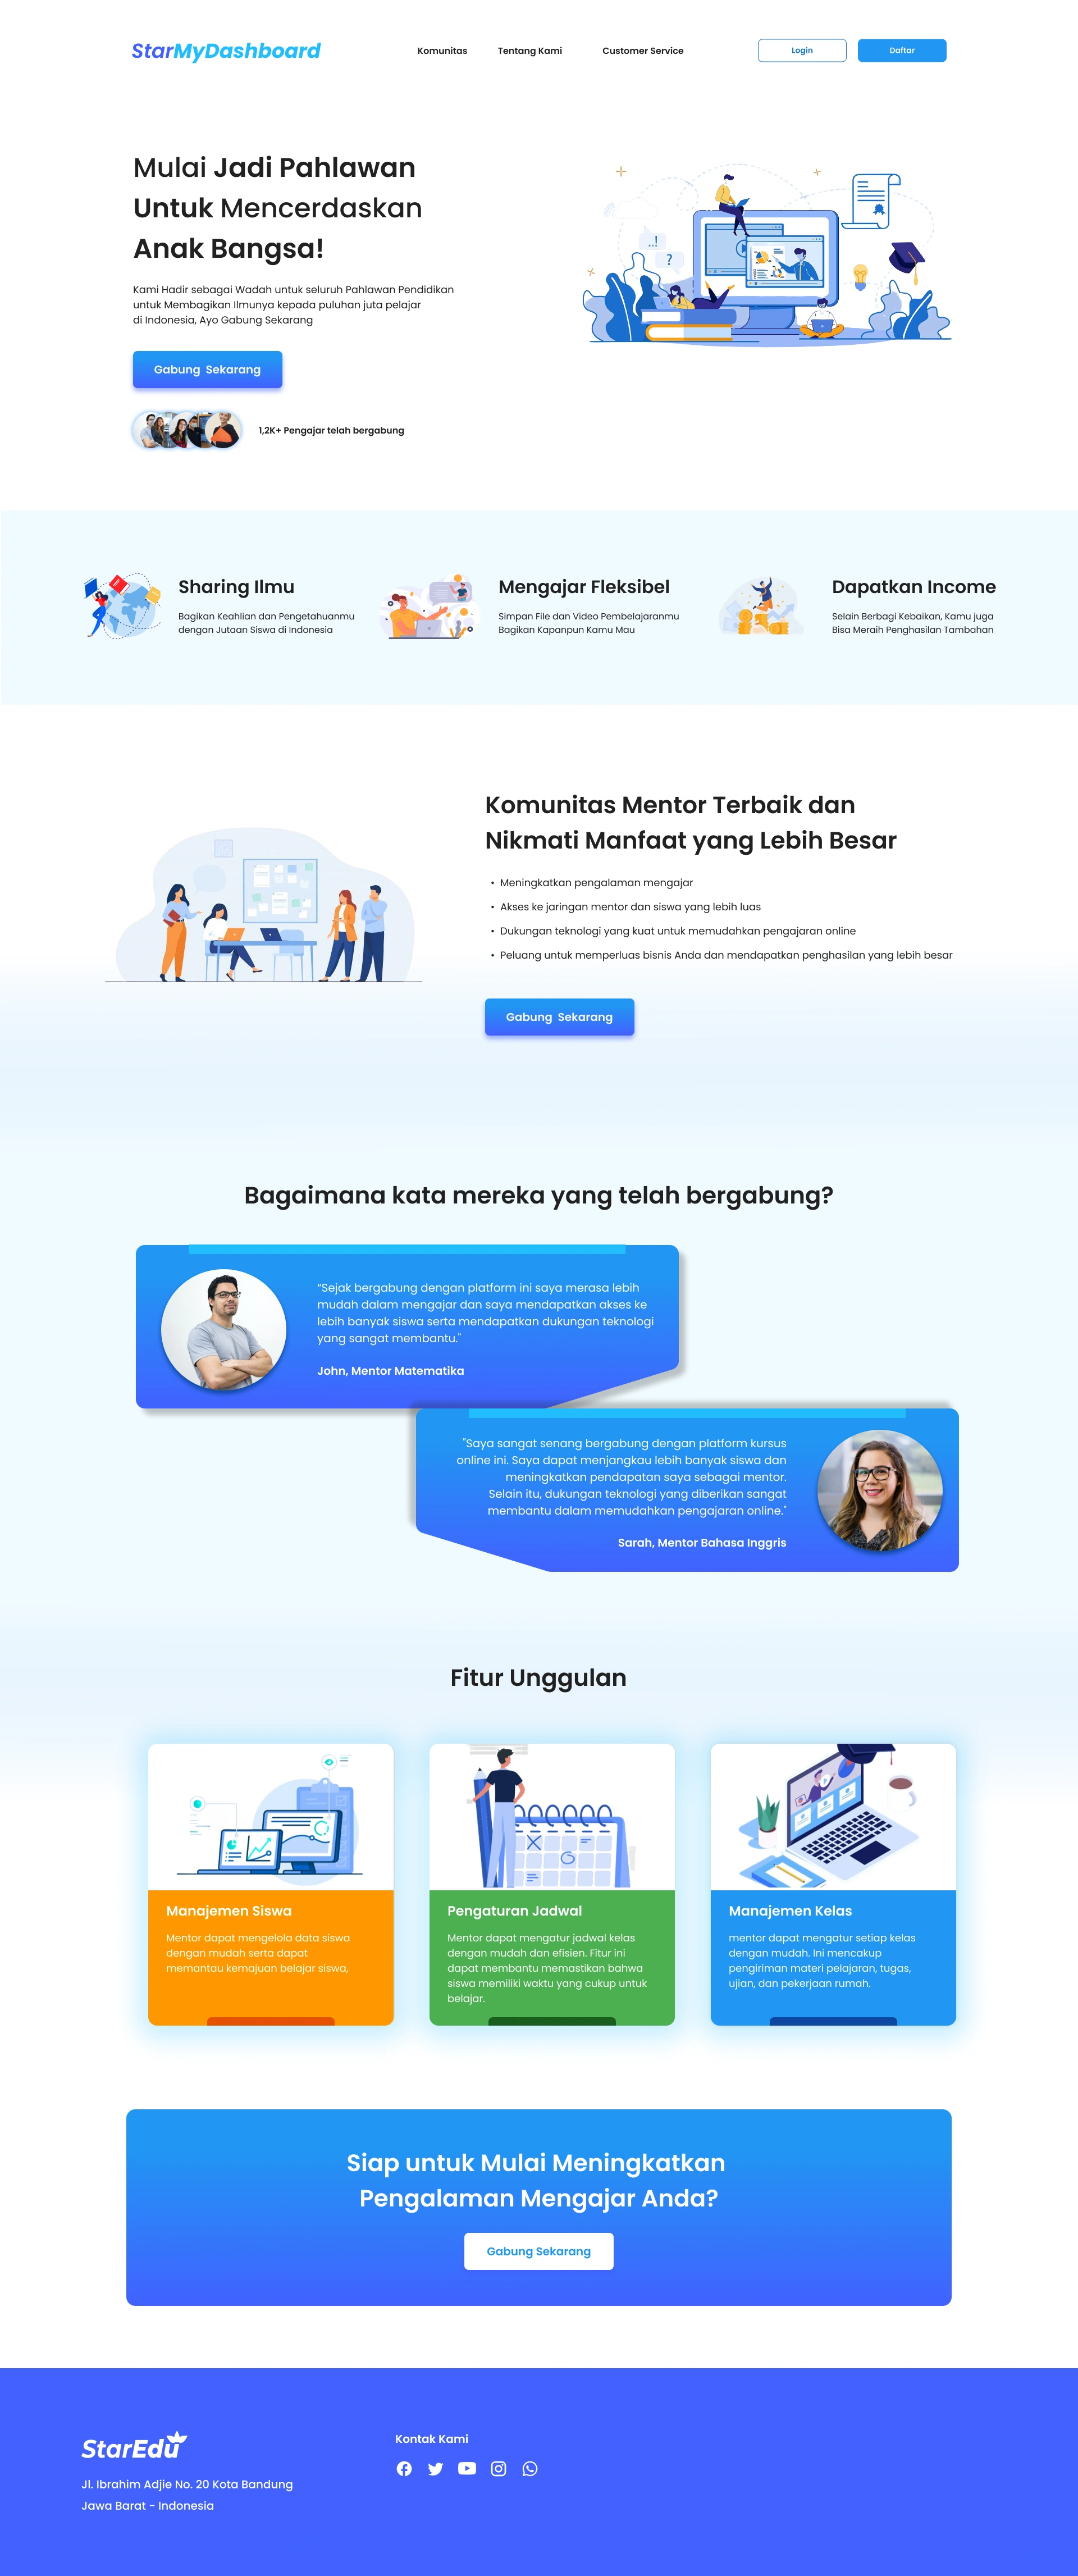 StarMyDashboard
Komunitas
Tentang Kami
Customer Service
Login
Daftar
Mulai Jadi Pahlawan
Untuk Mencerdaskan
Anak Bangsa!
Kami Hadir sebagai Wadah untuk seluruh Pahlawan Pendidikan
untuk Membagikan Ilmunya kepada puluhan juta pelajar
di Indonesia, Ayo Gabung Sekarang
Gabung Sekarang
1,2K+ Pengajar telah bergabung
..!
?
Sharing Ilmu
Bagikan Keahlian dan Pengetahuanmu
dengan Jutaan Siswa di Indonesia
Mengajar Fleksibel
Simpan File dan Video Pembelajaranmu
Bagikan Kapanpun Kamu Mau
Dapatkan Income
Selain Berbagi Kebaikan, Kamu juga
Bisa Meraih Penghasilan Tambahan
Komunitas Mentor Terbaik dan
Nikmati Manfaat yang Lebih Besar
• Meningkatkan pengalaman mengajar
• Akses ke jaringan mentor dan siswa yang lebih luas
• Dukungan teknologi yang kuat untuk memudahkan pengajaran online
• Peluang untuk memperluas bisnis Anda dan mendapatkan penghasilan yang lebih besar
Gabung Sekarang
Bagaimana kata mereka yang telah bergabung?
“Sejak bergabung dengan platform ini saya merasa lebih
mudah dalam mengajar dan saya mendapatkan akses ke
lebih banyak siswa serta mendapatkan dukungan teknologi
yang sangat membantu."
John, Mentor Matematika
"Saya sangat senang bergabung dengan platform kursus
online ini. Saya dapat menjangkau lebih banyak siswa dan
meningkatkan pendapatan saya sebagai mentor.
Selain itu, dukungan teknologi yang diberikan sangat
membantu dalam memudahkan pengajaran online."
Sarah, Mentor Bahasa Inggris
Fitur Unggulan
Manajemen Siswa
Mentor dapat mengelola data siswa
dengan mudah serta dapat
memantau kemajuan belajar siswa,
Pengaturan Jadwal
Mentor dapat mengatur jadwal kelas
dengan mudah dan efisien. Fitur ini
dapat membantu memastikan bahwa
siswa memiliki waktu yang cukup untuk
belajar.
Manajemen Kelas
mentor dapat mengatur setiap kelas
dengan mudah. Ini mencakup
pengiriman materi pelajaran, tugas,
ujian, dan pekerjaan rumah.
Siap untuk Mulai Meningkatkan
Pengalaman Mengajar Anda?
Gabung Sekarang
StarEdu
Jl. Ibrahim Adjie No. 20 Kota Bandung
Jawa Barat - Indonesia
Kontak Kami